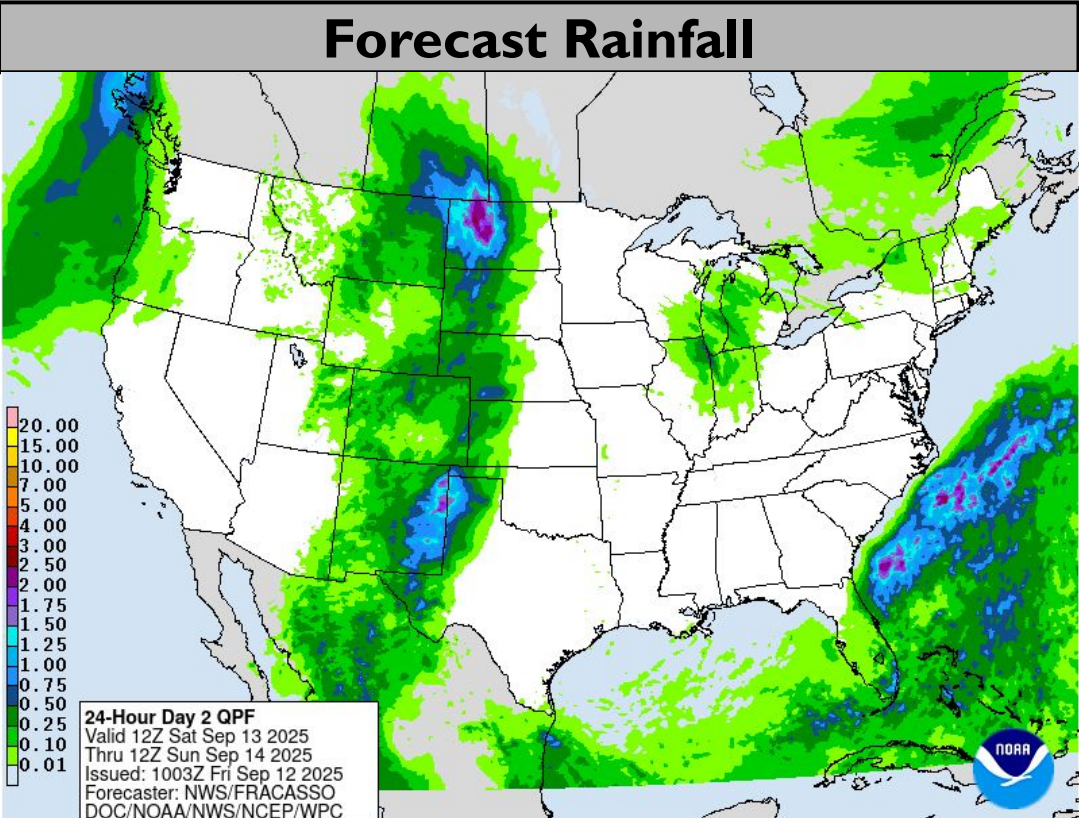 Forecast Rainfall
20.00
15.00
10.00
7.00
5.00
4.00
3.00
2.50
2.00
1.75
1.50
1.25
1.00
0.75
0.50
0.25
0.10
0.01
24-Hour Day 2 QPF
Valid 12Z Sat Sep 13 2025
Thru 12Z Sun Sep 14 2025
Issued: 1003Z Fri Sep 12 2025
Forecaster: NWS/FRACASSO
DOC/NOAA/NWS/NCEP/WPC
NOAA